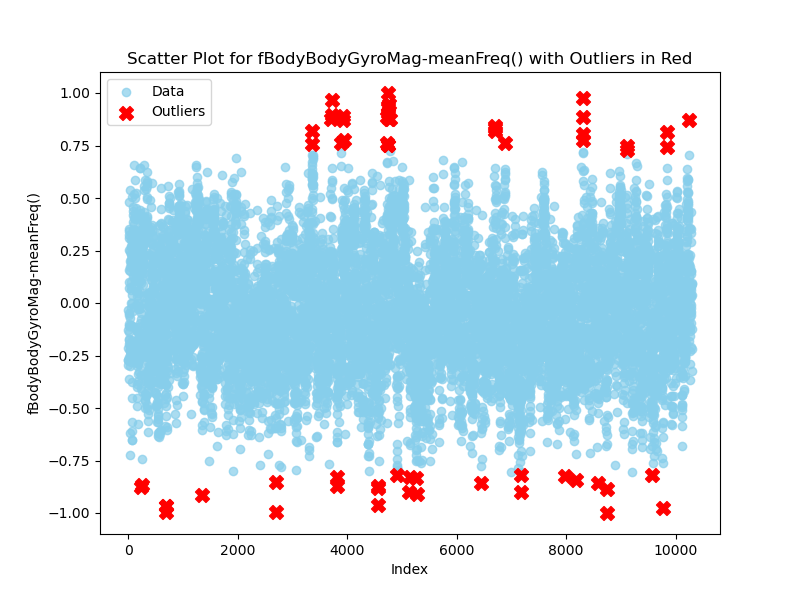 Scatter Plot for fBodyBodyGyroMag-meanFreq() with Outliers in Red
Data
Outliers
fBodyBodyGyroMag-meanFreq()
1.00
0.75
0.50
0.25
0.00
−0.25
−0.50
−0.75
−1.00
0 2000 4000 6000 8000 10000
Index